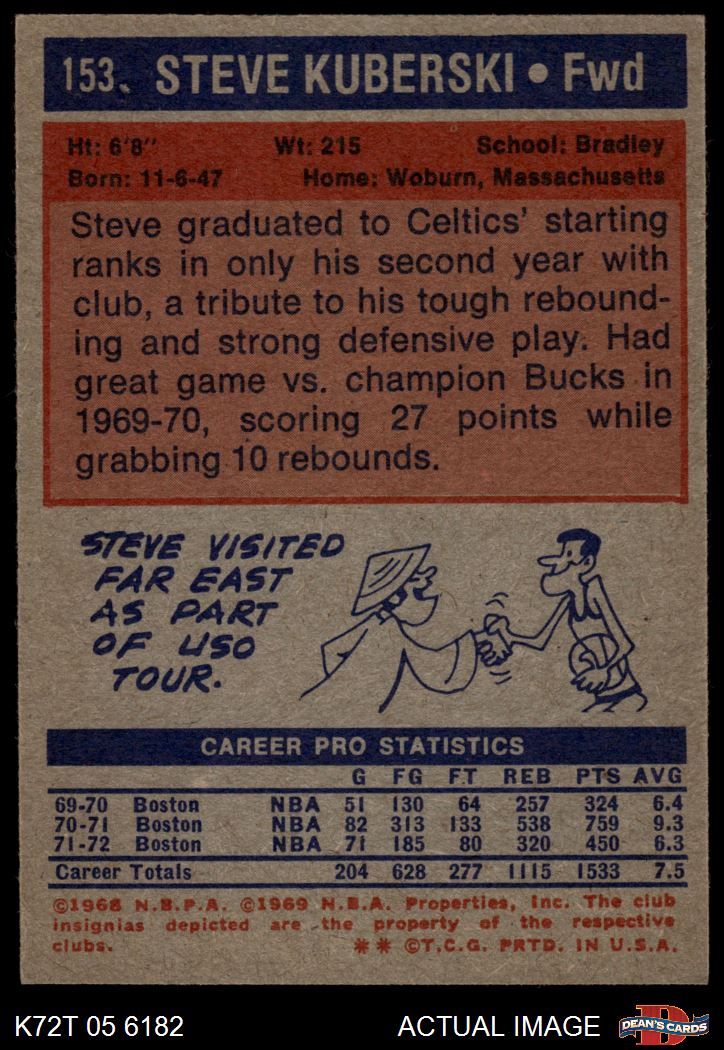 153. STEVE KUBERSKI • Fwd
Ht: 6'8" Wt: 215 School: Bradley
Born: 11-6-47 Home: Woburn, Massachusetts
Steve graduated to Celtics' starting
ranks in only his second year with
club, a tribute to his tough rebound-
ing and strong defensive play. Had
great game vs. champion Bucks in
1969-70, scoring 27 points while
grabbing 10 rebounds.
STEVE VISITED
FAR EAST
AS PART
OF USO
TOUR.
CAREER PRO STATISTICS
G FG FT REB PTS AVG
69-70 Boston NBA 51 130 64 257 324 6.4
70-71 Boston NBA 82 313 133 538 759 9.3
71-72 Boston NBA 71 185 80 320 450 6.3
Career Totals 204 628 277 1115 1533 7.5
©1968 N.B.P.A. ©1969 N.B.A. Properties, Inc. The club
insignias depicted are the property of the respective
clubs. ** ©T.C.G. PRTD. IN U.S.A.
K72T 05 6182 ACTUAL IMAGE D DEAN'S CARDS